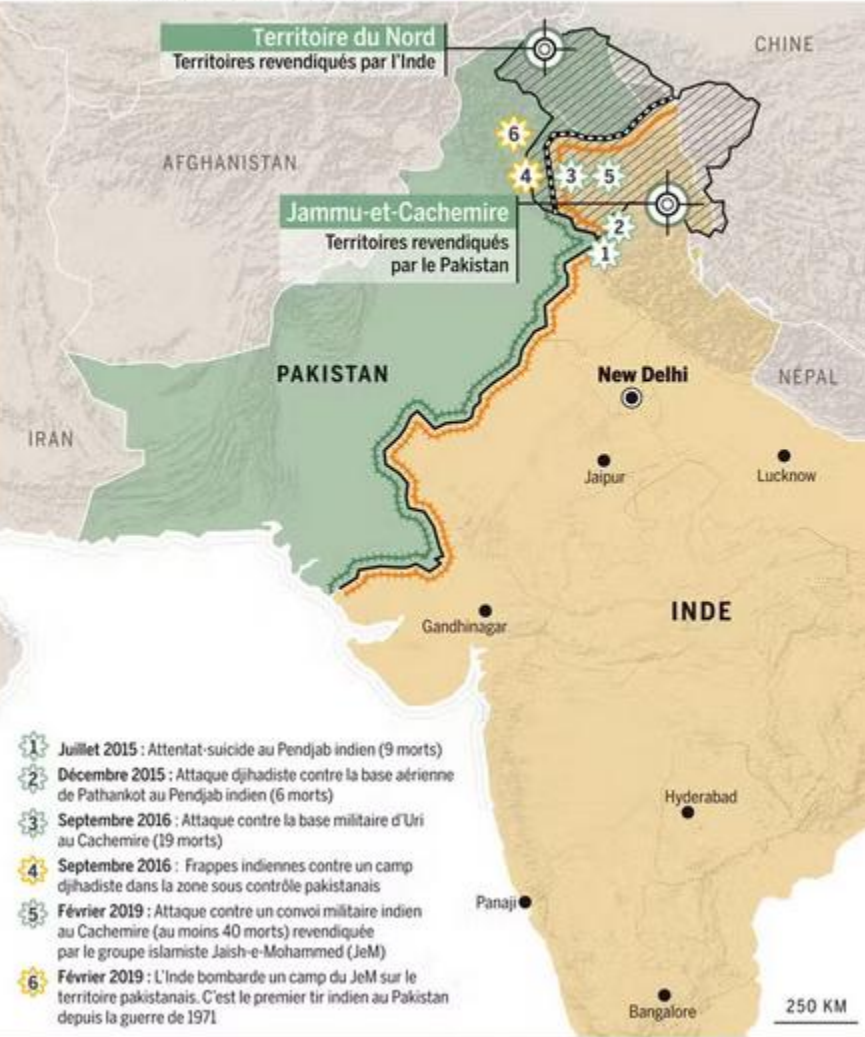 Territoire du Nord
Territoires revendiqués par l'Inde
CHINE
6
AFGHANISTAN
4
3
5
Jammu-et-Cachemire
Territoires revendiqués
par le Pakistan
2
1
PAKISTAN
New Delhi
NÉPAL
IRAN
Jaipur
Lucknow
Gandhinagar
INDE
1 Juillet 2015 : Attentat-suicide au Pendjab indien (9 morts)
2 Décembre 2015 : Attaque djihadiste contre la base aérienne
de Pathankot au Pendjab indien (6 morts)
3 Septembre 2016 : Attaque contre la base militaire d'Uri
au Cachemire (19 morts)
4 Septembre 2016 : Frappes indiennes contre un camp
djihadiste dans la zone sous contrôle pakistanais
5 Février 2019 : Attaque contre un convoi militaire indien
au Cachemire (au moins 40 morts) revendiquée
par le groupe islamiste Jaish-e-Mohammed (JeM)
6 Février 2019 : L'Inde bombarde un camp du JeM sur le
territoire pakistanais. C'est le premier tir indien au Pakistan
depuis la guerre de 1971
Hyderabad
Panaji
Bangalore
250 KM